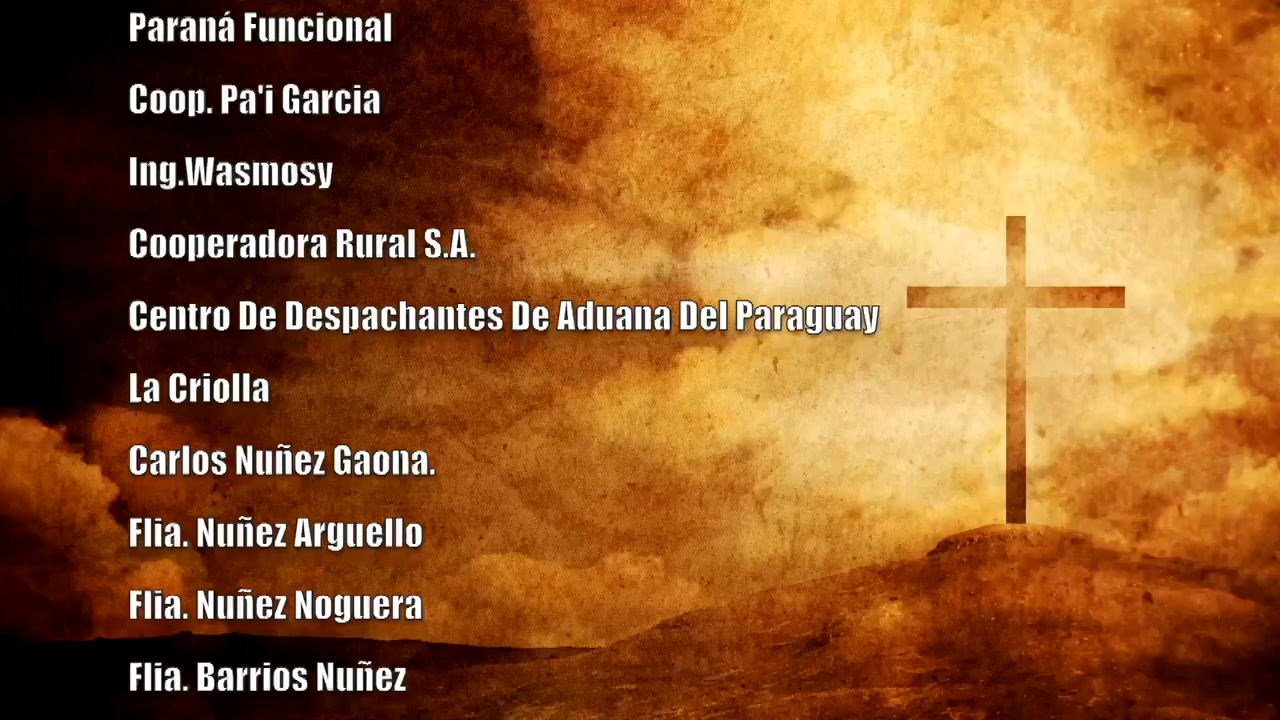 Paraná Funcional
Coop. Pa'i Garcia
Ing.Wasmosy
Cooperadora Rural S.A.
Centro De Despachantes De Aduana Del Paraguay
La Criolla
Carlos Nuñez Gaona.
Flia. Nuñez Arguello
Flia. Nuñez Noguera
Flia. Barrios Nuñez